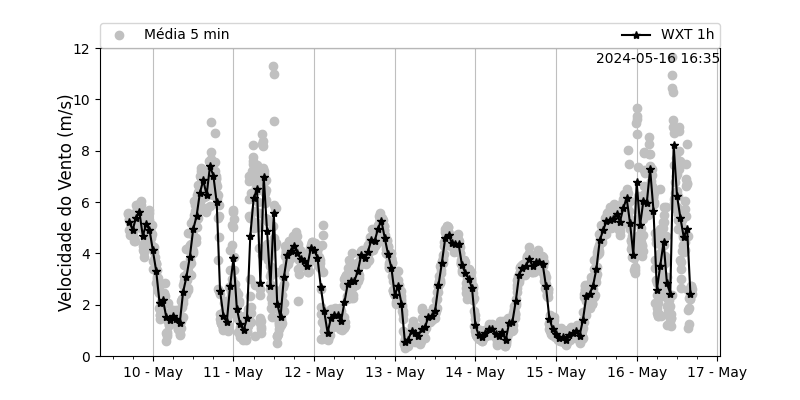 Média 5 min
WXT 1h
2024-05-16 16:35
Velocidade do Vento (m/s)
12
10
8
6
4
2
0
10 - May
11 - May
12 - May
13 - May
14 - May
15 - May
16 - May
17 - May